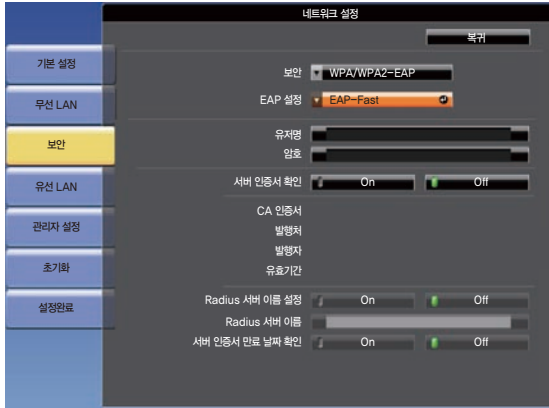 네트워크 설정
복귀
기본 설정
무선 LAN
보안
유선 LAN
관리자 설정
초기화
설정완료
보안 WPA/WPA2-EAP
EAP 설정 EAP-Fast
유저명
암호
서버 인증서 확인 On Off
CA 인증서
발행처
발행자
유효기간
Radius 서버 이름 설정 On Off
Radius 서버 이름
서버 인증서 만료 날짜 확인 On Off